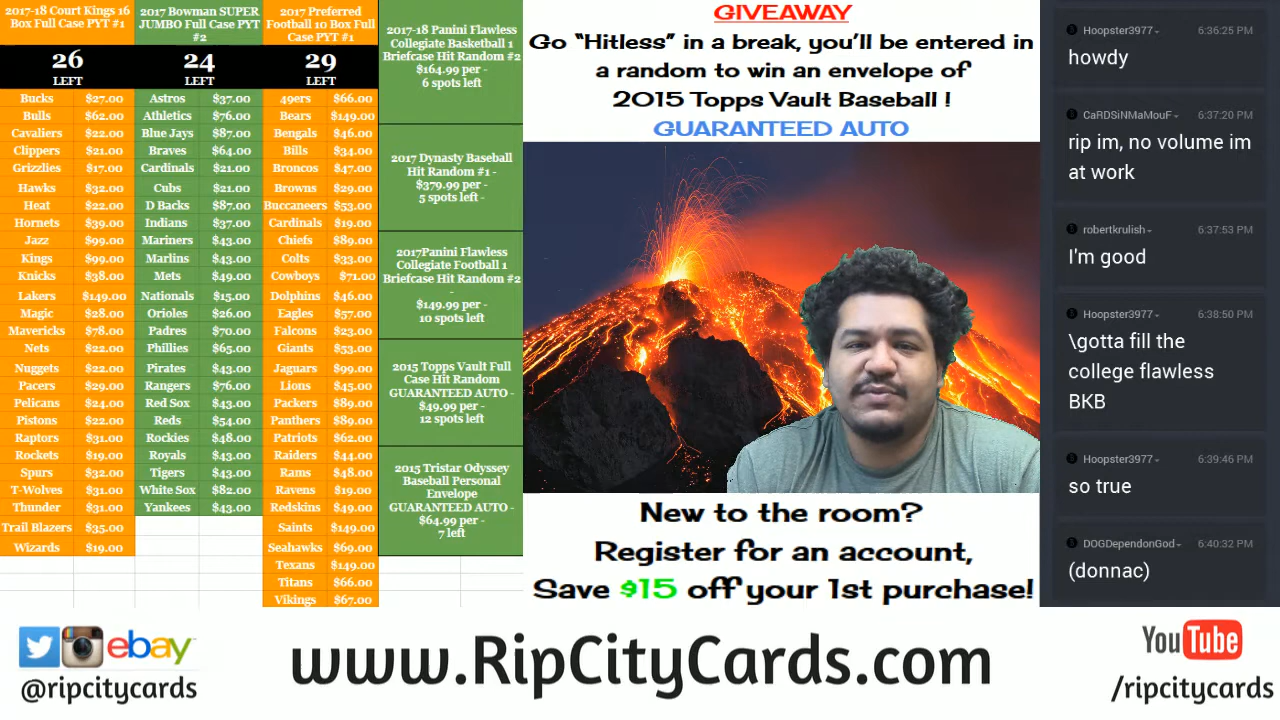 2017-18 Court Kings 16
Box Full Case PYT #1
26
LEFT
Bucks $27.00
Bulls $62.00
Cavaliers $22.00
Clippers $21.00
Grizzlies $17.00
Hawks $32.00
Heat $22.00
Hornets $39.00
Jazz $99.00
Kings $99.00
Knicks $38.00
Lakers $149.00
Magic $28.00
Mavericks $78.00
Nets $22.00
Nuggets $22.00
Pacers $29.00
Pelicans $24.00
Pistons $22.00
Raptors $31.00
Rockets $19.00
Spurs $32.00
T-Wolves $31.00
Thunder $31.00
Trail Blazers $35.00
Wizards $19.00
2017 Bowman SUPER
JUMBO Full Case PYT
#2
24
LEFT
Astros $37.00
Athletics $76.00
Blue Jays $87.00
Braves $64.00
Cardinals $21.00
Cubs $21.00
D Backs $87.00
Indians $37.00
Mariners $43.00
Marlins $43.00
Mets $49.00
Nationals $15.00
Orioles $26.00
Padres $70.00
Phillies $65.00
Pirates $43.00
Rangers $76.00
Red Sox $43.00
Reds $54.00
Rockies $48.00
Royals $43.00
Tigers $43.00
White Sox $82.00
Yankees $43.00
2017 Preferred
Football 10 Box Full
Case PYT #1
29
LEFT
49ers $66.00
Bears $149.00
Bengals $46.00
Bills $34.00
Broncos $47.00
Browns $29.00
Buccaneers $53.00
Cardinals $19.00
Chiefs $89.00
Colts $33.00
Cowboys $71.00
Dolphins $46.00
Eagles $57.00
Falcons $23.00
Giants $53.00
Jaguars $99.00
Lions $45.00
Packers $89.00
Panthers $89.00
Patriots $62.00
Raiders $44.00
Rams $48.00
Ravens $19.00
Redskins $49.00
Saints $149.00
Seahawks $69.00
Texans $149.00
Titans $66.00
Vikings $67.00
2017-18 Panini Flawless
Collegiate Basketball 1
Briefcase Hit Random #2
$164.99 per -
6 spots left
2017 Dynasty Baseball
Hit Random #1 -
$379.99 per -
5 spots left -
2017Panini Flawless
Collegiate Football 1
Briefcase Hit Random #2
-
$149.99 per -
10 spots left
2015 Topps Vault Full
Case Hit Random
GUARANTEED AUTO -
$49.99 per -
12 spots left
2015 Tristar Odyssey
Baseball Personal
Envelope
GUARANTEED AUTO -
$64.99 per -
7 left
GIVEAWAY
Go “Hitless” in a break, you’ll be entered in
a random to win an envelope of
2015 Topps Vault Baseball !
GUARANTEED AUTO
New to the room?
Register for an account,
Save $15 off your 1st purchase!
Hoopster3977 6:36:25 PM
howdy
CaRDSiNMaMouF 6:37:20 PM
rip im, no volume im
at work
robertkrulish 6:37:53 PM
I'm good
Hoopster3977 6:38:50 PM
\gotta fill the
college flawless
BKB
Hoopster3977 6:39:46 PM
so true
DOGDependonGod 6:40:32 PM
(donnac)
ebay
@ripcitycards
www.RipCityCards.com
YouTube
/ripcitycards